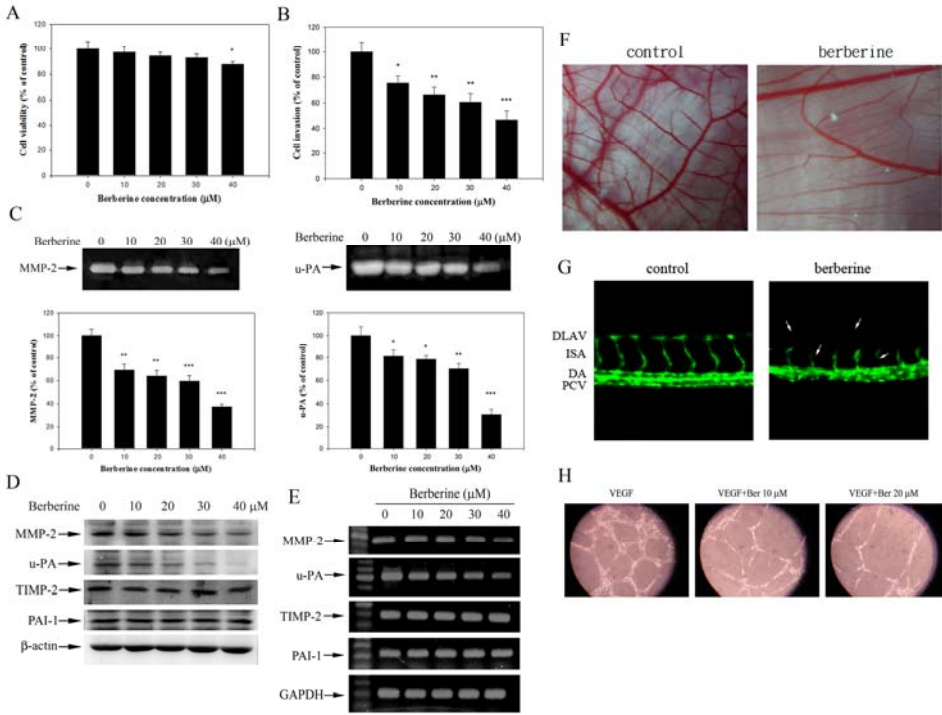 A
Cell viability (% of control)
120
100
80
60
40
20
0
*
0 10 20 30 40
Berberine concentration (μM)
B
Cell invasion (% of control)
120
100
80
60
40
20
0
*
**
**
***
0 10 20 30 40
Berberine concentration (μM)
C
Berberine 0 10 20 30 40 (μM)
MMP-2
MMP-2 (% of control)
120
100
80
60
40
20
0
**
**
***
***
0 10 20 30 40
Berberine concentration (μM)
Berberine 0 10 20 30 40 (μM)
u-PA
u-PA (% of control)
120
100
80
60
40
20
0
*
*
**
***
0 10 20 30 40
Berberine concentration (μM)
D
Berberine 0 10 20 30 40 μM
MMP-2
u-PA
TIMP-2
PAI-1
β-actin
E
Berberine (μM)
0 10 20 30 40
MMP-2
u-PA
TIMP-2
PAI-1
GAPDH
F
control berberine
G
control berberine
DLAV
ISA
DA
PCV
H
VEGF VEGF+Ber 10 μM VEGF+Ber 20 μM